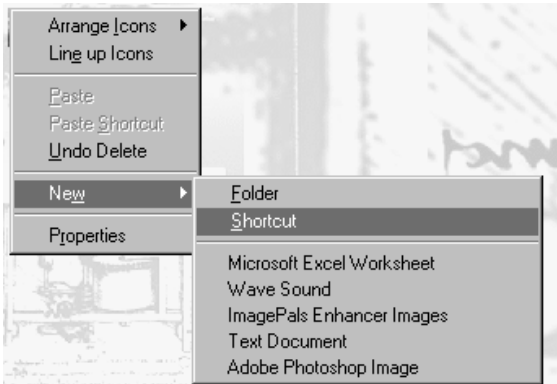 Arrange Icons
Line up Icons
Paste
Paste Shortcut
Undo Delete
New
Properties
Folder
Shortcut
Microsoft Excel Worksheet
Wave Sound
ImagePals Enhancer Images
Text Document
Adobe Photoshop Image